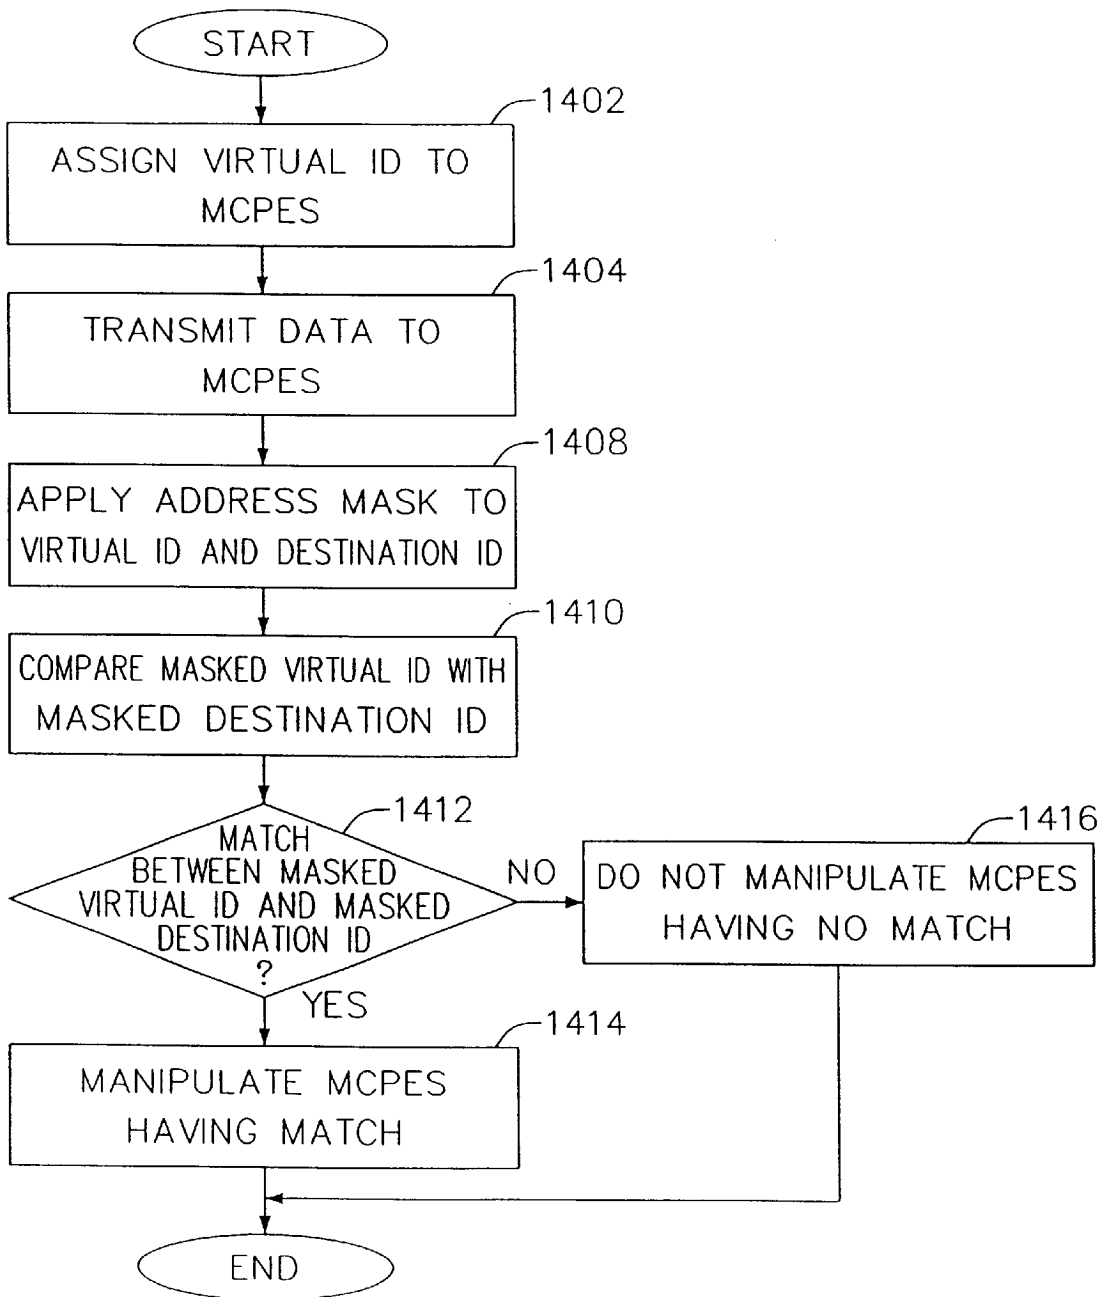 START
1402
ASSIGN VIRTUAL ID TO
MCPES
1404
TRANSMIT DATA TO
MCPES
1408
APPLY ADDRESS MASK TO
VIRTUAL ID AND DESTINATION ID
1410
COMPARE MASKED VIRTUAL ID WITH
MASKED DESTINATION ID
1412
MATCH
BETWEEN MASKED
VIRTUAL ID AND MASKED
DESTINATION ID
?
NO
1416
DO NOT MANIPULATE MCPES
HAVING NO MATCH
YES
1414
MANIPULATE MCPES
HAVING MATCH
END